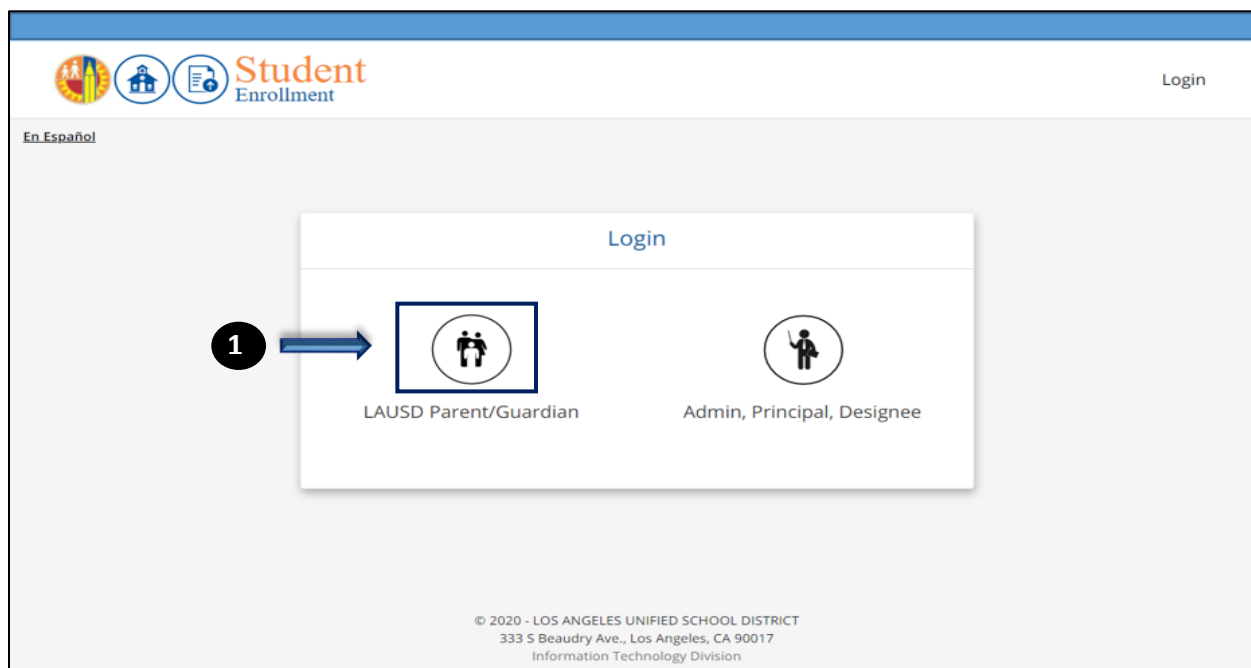 Student
Enrollment
Login
En Español
Login
1
LAUSD Parent/Guardian
Admin, Principal, Designee
© 2020 - LOS ANGELES UNIFIED SCHOOL DISTRICT
333 S Beaudry Ave., Los Angeles, CA 90017
Information Technology Division